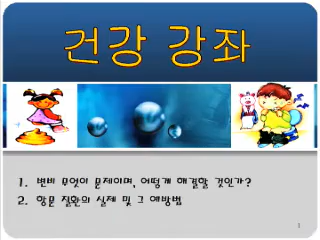 건강 강좌
1. 변비 무엇이 문제이며, 어떻게 해결할 것인가?
2. 항문 질환의 실제 및 그 예방법
1